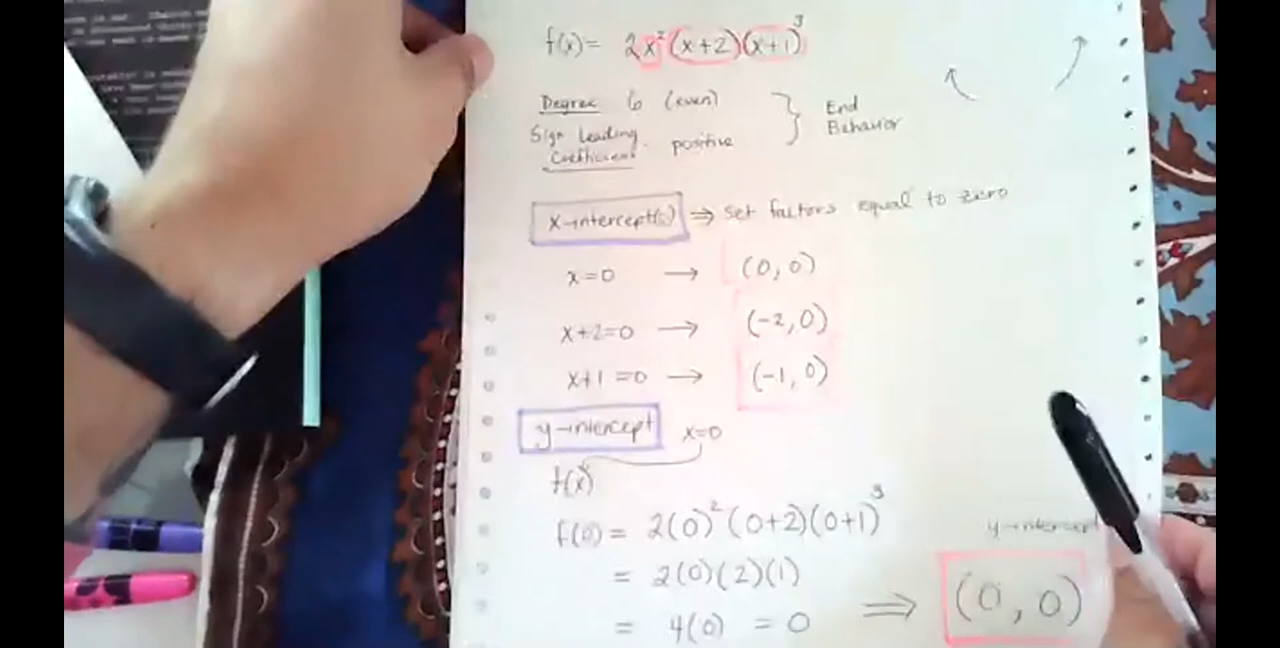 f(x) = 2x²(x+2)(x+1)³
Degree 6 (even)
Sign Leading
Coefficient positive
} End
Behavior
x-intercept(s) ⇒ Set factors equal to zero
x=0 → (0,0)
x+2=0 → (-2,0)
x+1=0 → (-1,0)
y-intercept x=0
f(x)
f(0) = 2(0)²(0+2)(0+1)³
= 2(0)(2)(1)
= 4(0) = 0 ⇒
y-intercept
(0,0)